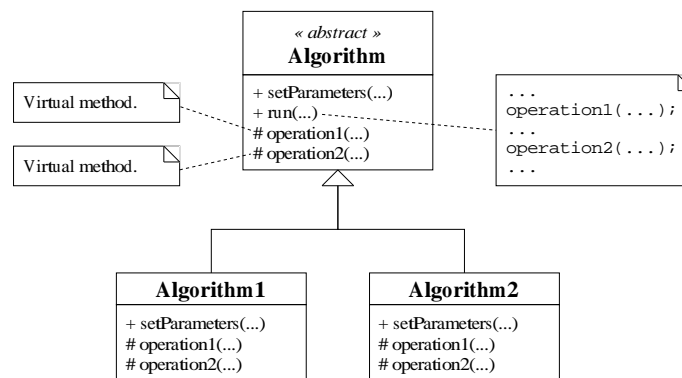 « abstract »
Algorithm
+ setParameters(...)
+ run(...)
# operation1(...)
# operation2(...)
Virtual method.
Virtual method.
...
operation1(...);
...
operation2(...);
...
Algorithm1
+ setParameters(...)
# operation1(...)
# operation2(...)
Algorithm2
+ setParameters(...)
# operation1(...)
# operation2(...)